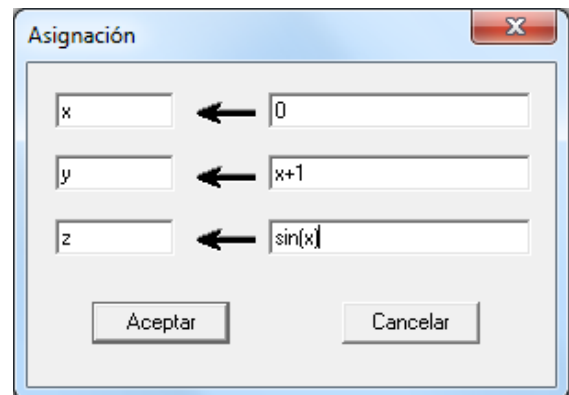 Asignación
x 0
y x+1
z sin(x)
Aceptar Cancelar